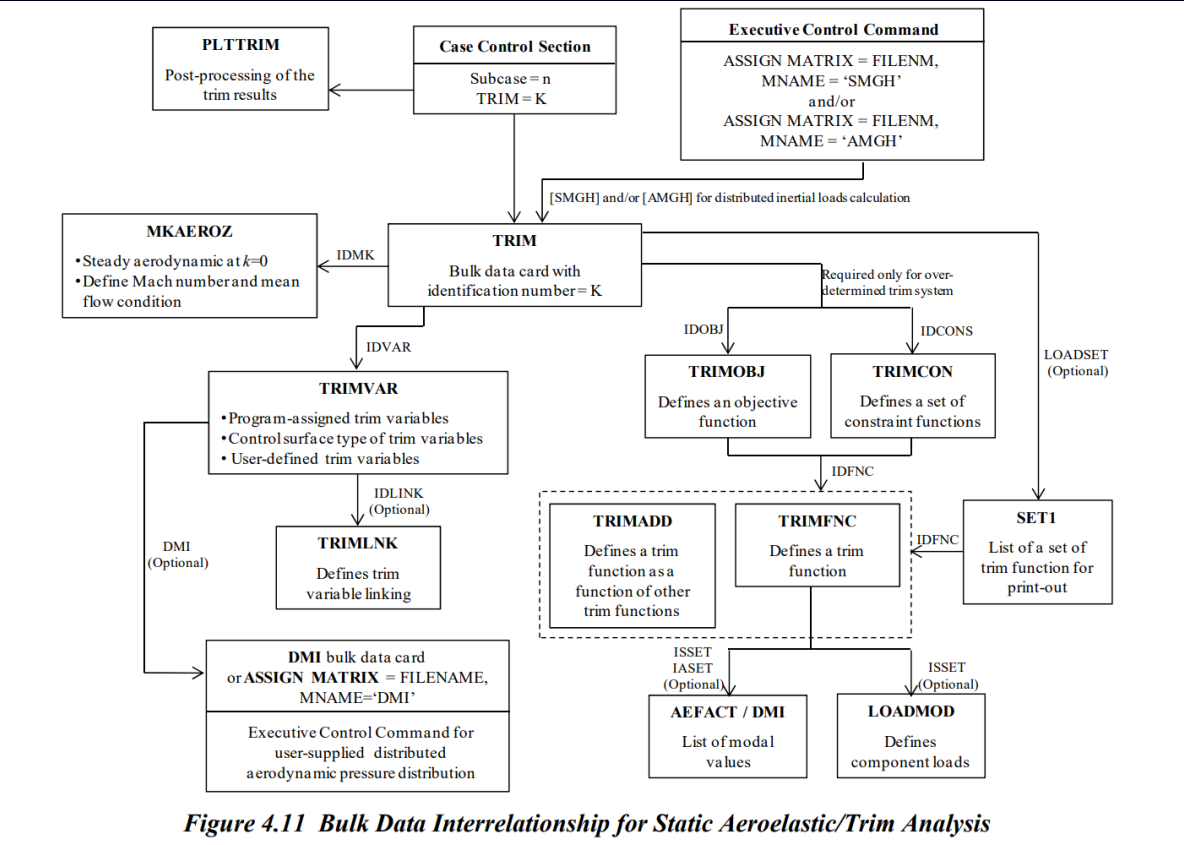 PLTTRIM
Post-processing of the
trim results
Case Control Section
Subcase = n
TRIM = K
Executive Control Command
ASSIGN MATRIX = FILENM,
MNAME = ‘SMGH’
and/or
ASSIGN MATRIX = FILENM,
MNAME = ‘AMGH’
[SMGH] and/or [AMGH] for distributed inertial loads calculation
MKAEROZ
•Steady aerodynamic at k=0
•Define Mach number and mean
flow condition
IDMK
TRIM
Bulk data card with
identification number = K
Required only for over-
determined trim system
IDVAR
IDOBJ
IDCONS
LOADSET
(Optional)
TRIMVAR
•Program-assigned trim variables
•Control surface type of trim variables
•User-defined trim variables
TRIMOBJ
Defines an objective
function
TRIMCON
Defines a set of
constraint functions
IDFNC
IDLINK
(Optional)
DMI
(Optional)
TRIMLNK
Defines trim
variable linking
TRIMADD
Defines a trim
function as a
function of other
trim functions
TRIMFNC
Defines a trim
function
IDFNC
SET1
List of a set of
trim function for
print-out
DMI bulk data card
or ASSIGN MATRIX = FILENAME,
MNAME=‘DMI’
Executive Control Command for
user-supplied distributed
aerodynamic pressure distribution
ISSET
IASET
(Optional)
ISSET
(Optional)
AEFACT / DMI
List of modal
values
LOADMOD
Defines
component loads
Figure 4.11 Bulk Data Interrelationship for Static Aeroelastic/Trim Analysis